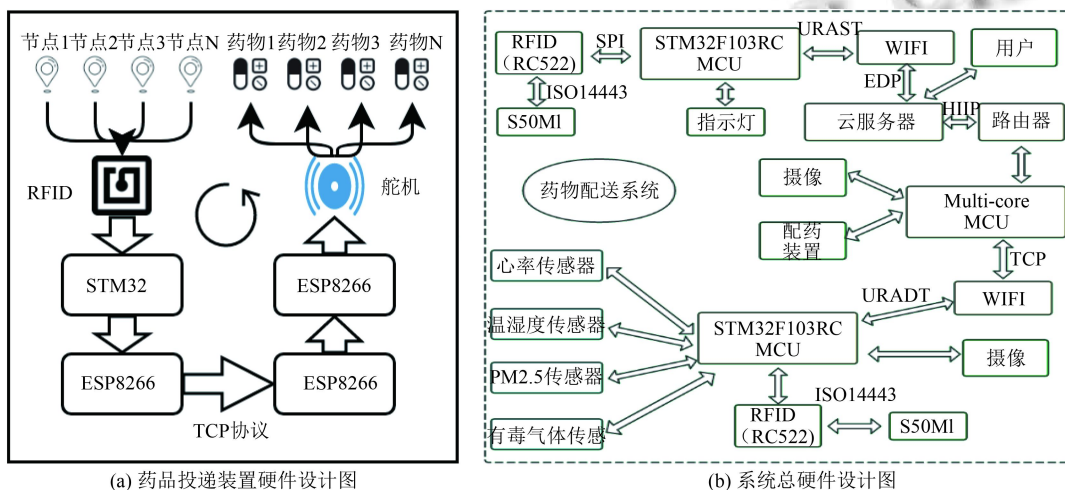 节点1 节点2 节点3 节点N 药物1 药物2 药物3 药物N
RFID
舵机
STM32
ESP8266
ESP8266
ESP8266
TCP协议
(a) 药品投递装置硬件设计图
RFID
(RC522)
SPI
STM32F103RC
MCU
URAST
WIFI
用户
ISO14443
EDP
S50Ml
指示灯
云服务器
HIIP
路由器
药物配送系统
摄像
Multi-core
MCU
配药
装置
TCP
心率传感器
URADT
WIFI
温湿度传感器
STM32F103RC
MCU
摄像
PM2.5传感器
ISO14443
有毒气体传感
RFID
(RC522)
S50Ml
(b) 系统总硬件设计图